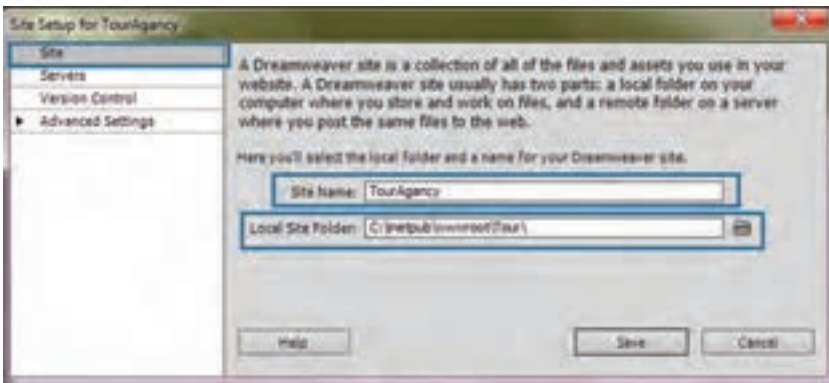 Site Setup for TourAgancy
Site
Servers
Version Control
Advanced Settings
A Dreamweaver site is a collection of all of the files and assets you use in your
website. A Dreamweaver site usually has two parts: a local folder on your
computer where you store and work on files, and a remote folder on a server
where you post the same files to the web.
Here you'll select the local folder and a name for your Dreamweaver site.
Site Name: TourAgancy
Local Site Folder: C:\inetpub\wwwroot\Tour\
Help
Save
Cancel